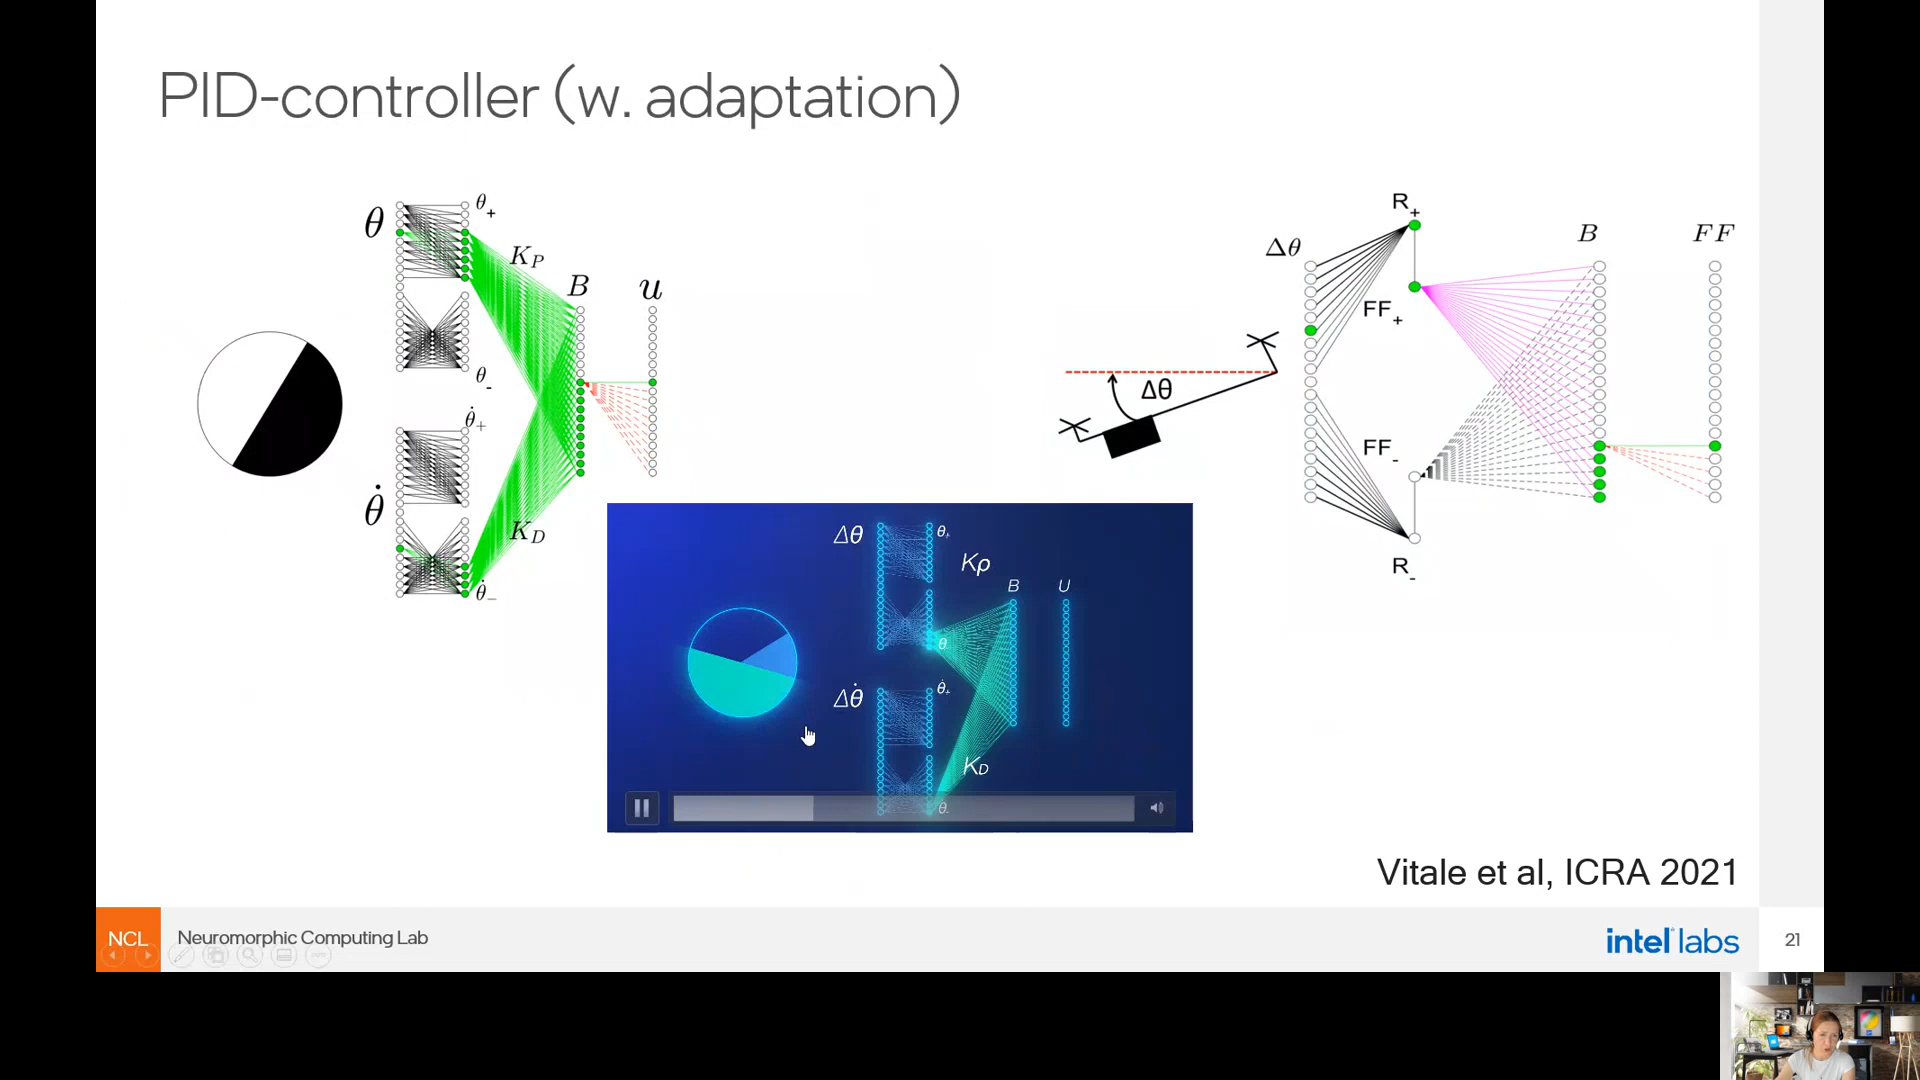 PID-controller (w. adaptation)
θ
θ+
K_P
B
u
θ-
θ̇+
θ̇
K_D
θ̇-
Δθ
R+
Δθ
FF+
B
FF
FF-
R-
Δθ
θ+
Kρ
B
U
θ
Δθ̇
θ̇+
K_D
θ-
Vitale et al, ICRA 2021
NCL
Neuromorphic Computing Lab
intel labs
21